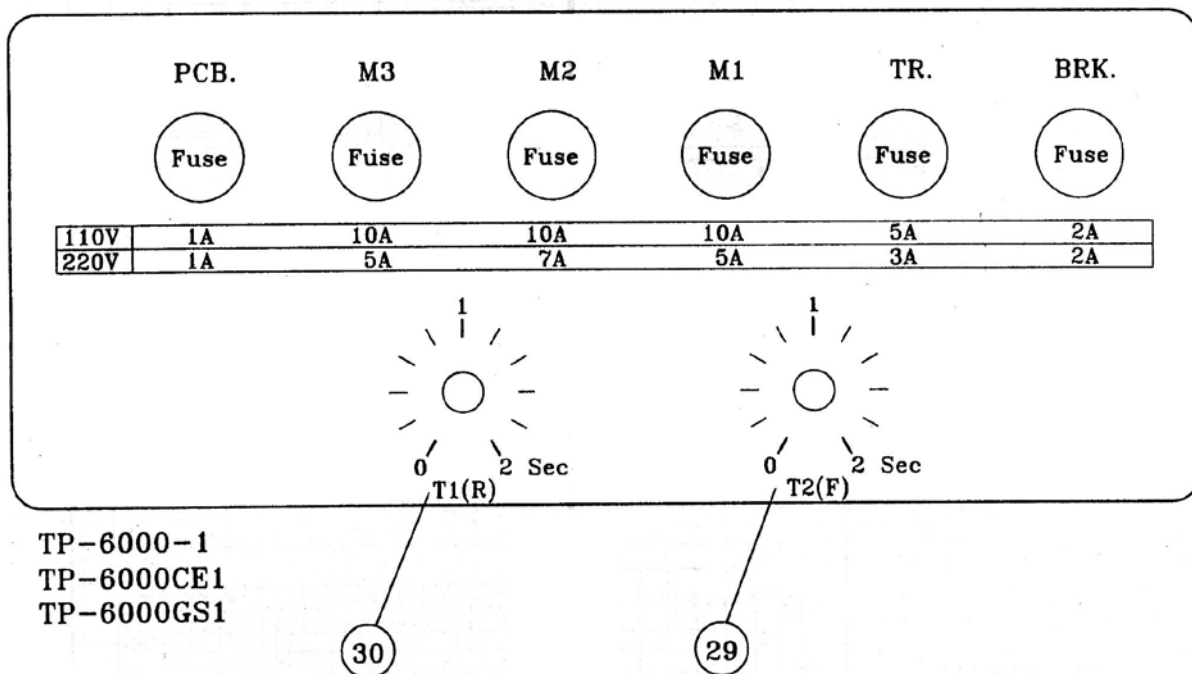 PCB. M3 M2 M1 TR. BRK.
Fuse Fuse Fuse Fuse Fuse Fuse
110V 1A 10A 10A 10A 5A 2A
220V 1A 5A 7A 5A 3A 2A
1 1
0 2 Sec 0 2 Sec
T1(R) T2(F)
TP-6000-1
TP-6000CE1
TP-6000GS1
30 29